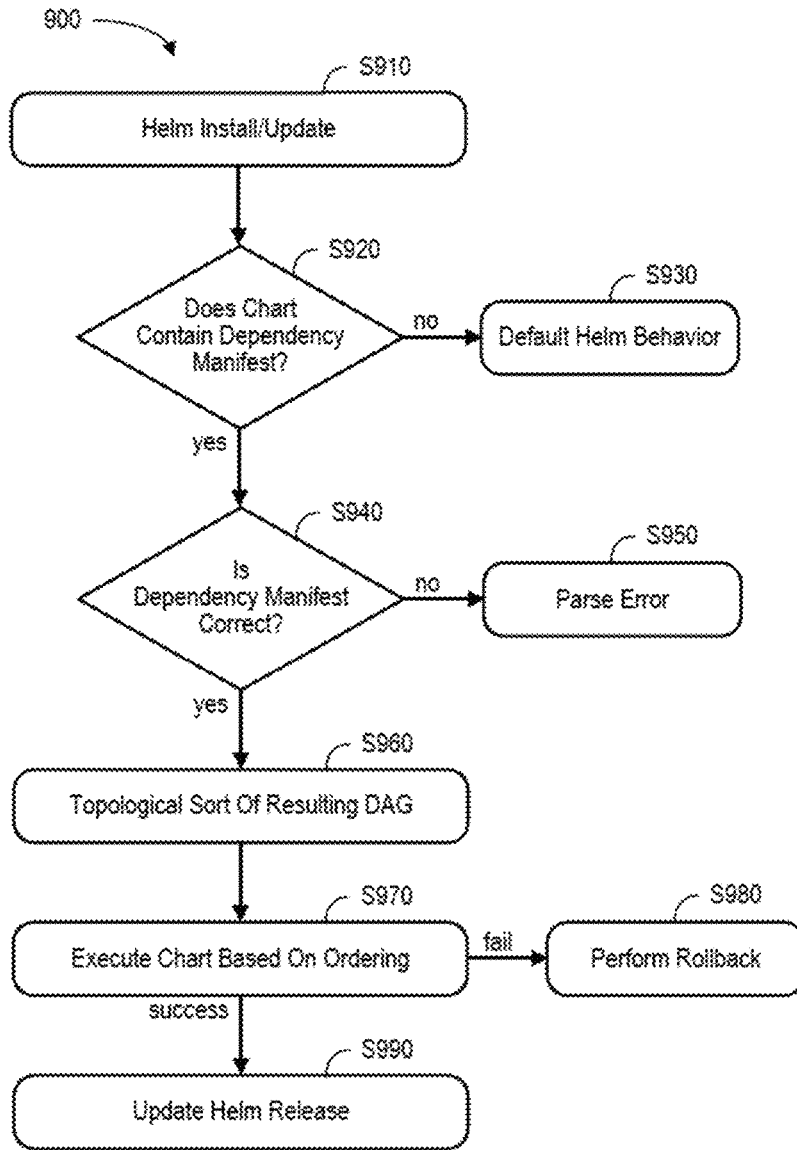 900
S910
Helm Install/Update
S920
Does Chart
Contain Dependency
Manifest?
no
S930
Default Helm Behavior
yes
S940
Is
Dependency Manifest
Correct?
no
S950
Parse Error
yes
S960
Topological Sort Of Resulting DAG
S970
Execute Chart Based On Ordering
fail
S980
Perform Rollback
success
S990
Update Helm Release